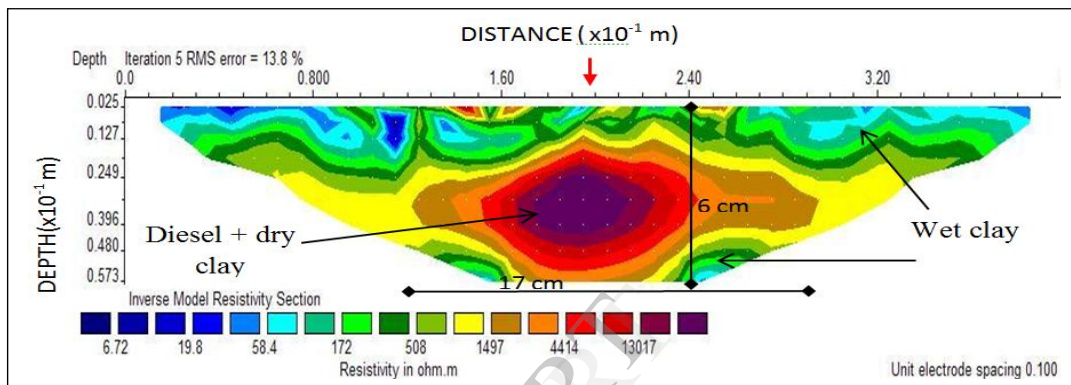 DISTANCE ( x10⁻¹ m)
Depth Iteration 5 RMS error = 13.8 %
0.0 0.800 1.60 2.40 3.20
0.025
0.127
0.249
0.396
0.480
0.573
DEPTH(x10⁻¹ m)
6 cm
Diesel + dry
clay
Wet clay
17 cm
Inverse Model Resistivity Section
6.72 19.8 58.4 172 508 1497 4414 13017
Resistivity in ohm.m
Unit electrode spacing 0.100